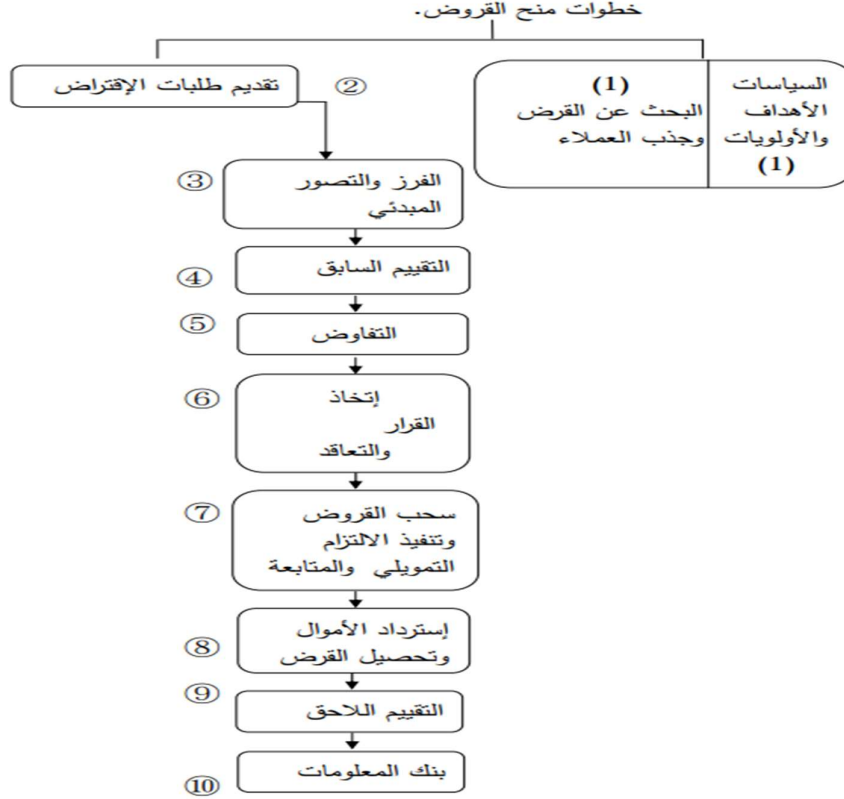 خطوات منح القروض.
السياسات
الأهداف
والأولويات
(1)
(1)
البحث عن القرض
وجذب العملاء
② تقديم طلبات الإقتراض
③ الفرز والتصور
المبدئي
④ التقييم السابق
⑤ التفاوض
⑥ إتخاذ
القرار
والتعاقد
⑦ سحب القروض
وتنفيذ الالتزام
التمويلي والمتابعة
⑧ إسترداد الأموال
وتحصيل القرض
⑨ التقييم اللاحق
⑩ بنك المعلومات